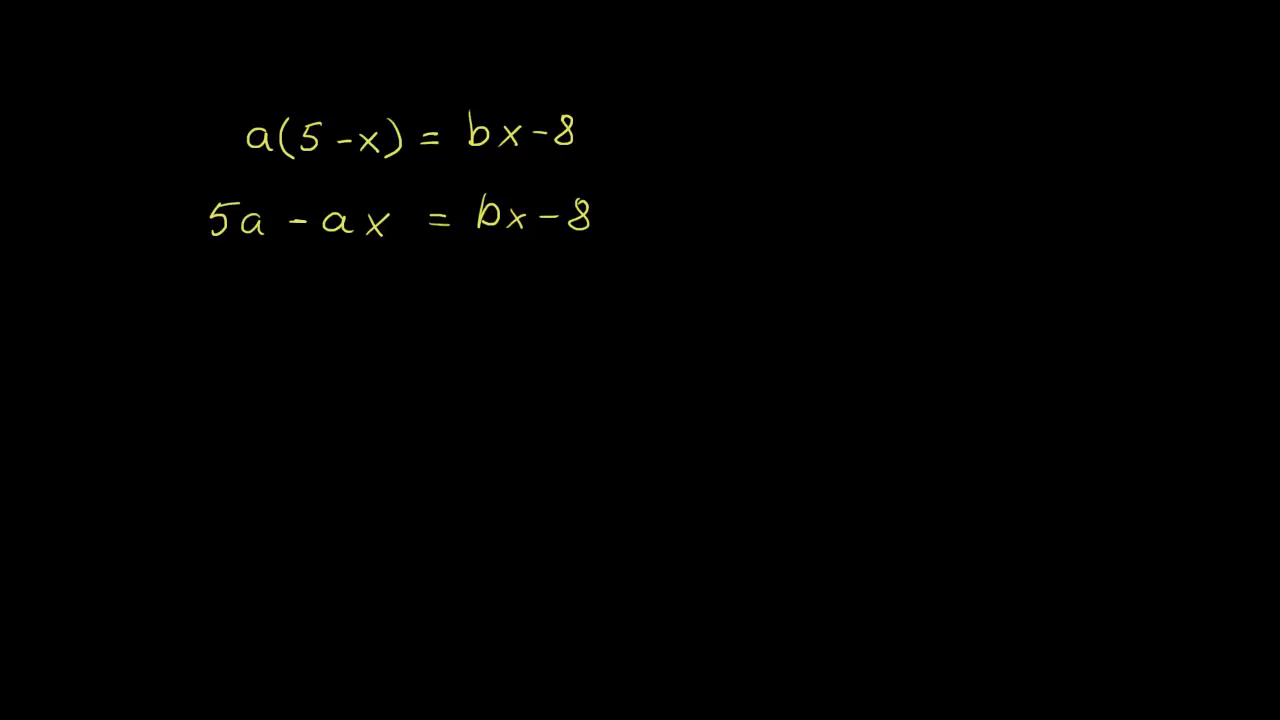 a(5-x) = bx-8
5a - ax = bx-8